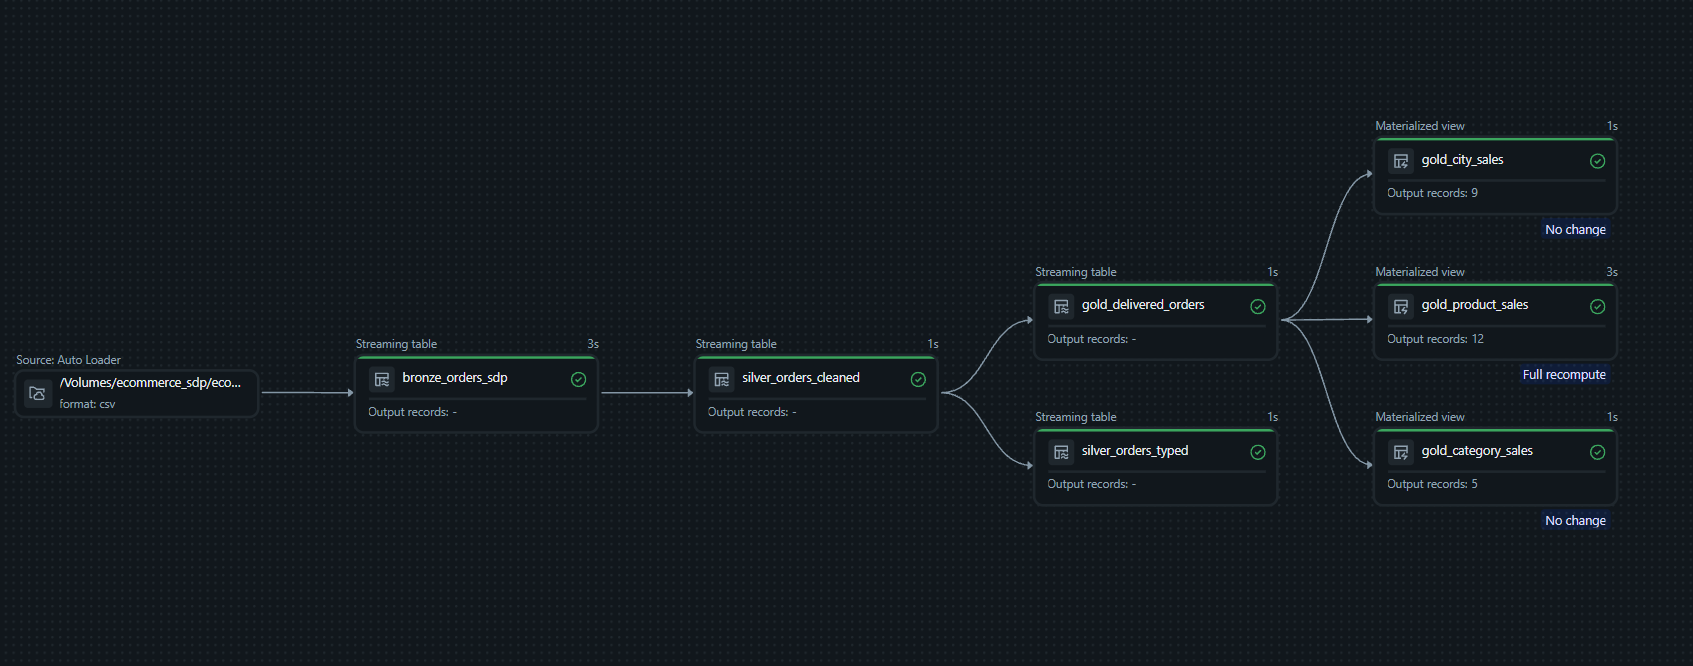 Source: Auto Loader
/Volumes/ecommerce_sdp/eco...
format: csv
Streaming table 3s
bronze_orders_sdp
Output records: -
Streaming table 1s
silver_orders_cleaned
Output records: -
Streaming table 1s
gold_delivered_orders
Output records: -
Streaming table 1s
silver_orders_typed
Output records: -
Materialized view 1s
gold_city_sales
Output records: 9
No change
Materialized view 3s
gold_product_sales
Output records: 12
Full recompute
Materialized view 1s
gold_category_sales
Output records: 5
No change